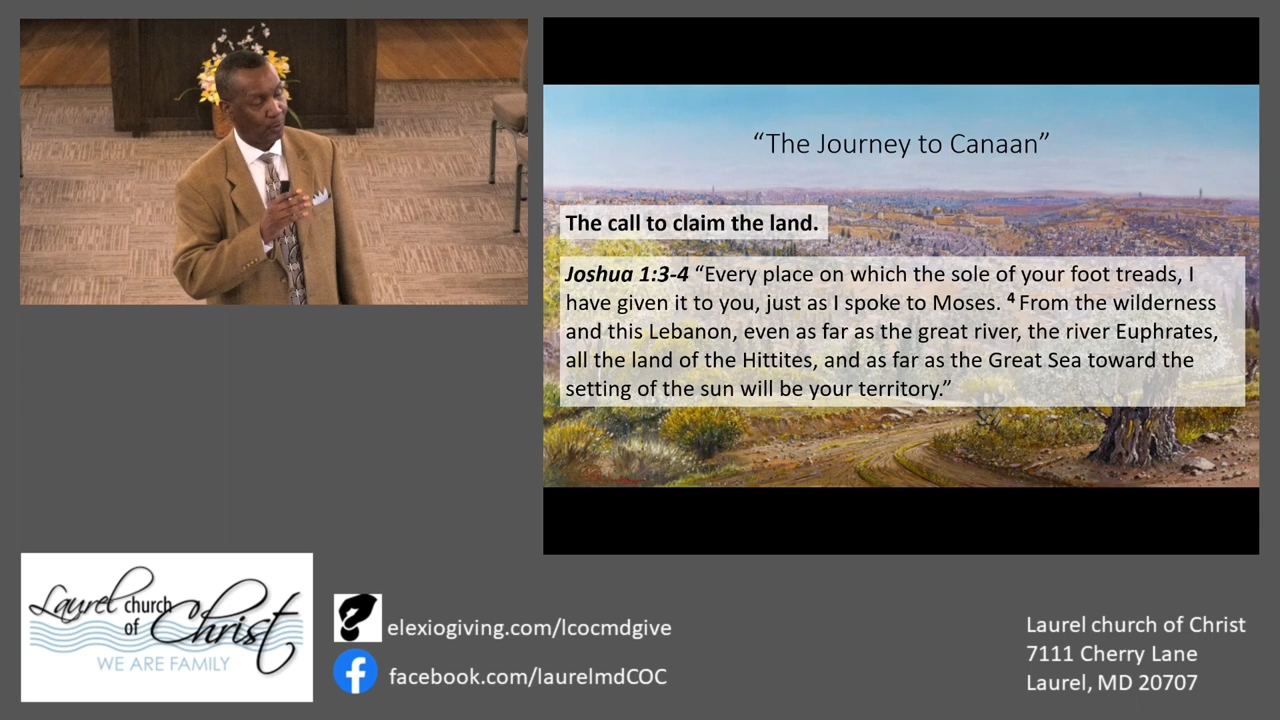 “The Journey to Canaan”
The call to claim the land.
Joshua 1:3-4 “Every place on which the sole of your foot treads, I
have given it to you, just as I spoke to Moses. ⁴ From the wilderness
and this Lebanon, even as far as the great river, the river Euphrates,
all the land of the Hittites, and as far as the Great Sea toward the
setting of the sun will be your territory.”
Laurel church
of Christ
WE ARE FAMILY
elexiogiving.com/lcocmdgive
facebook.com/laurelmdCOC
Laurel church of Christ
7111 Cherry Lane
Laurel, MD 20707